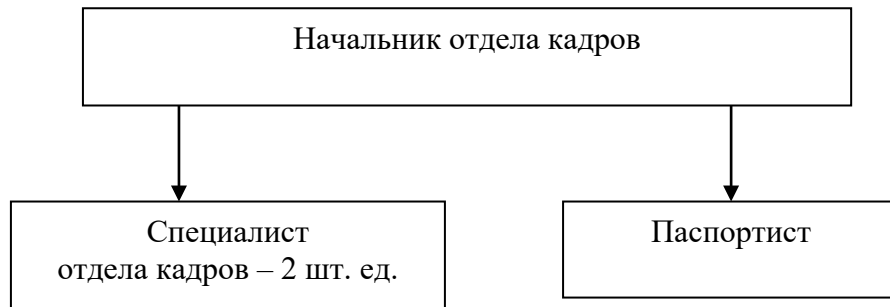 Начальник отдела кадров
Специалист
отдела кадров – 2 шт. ед.
Паспортист